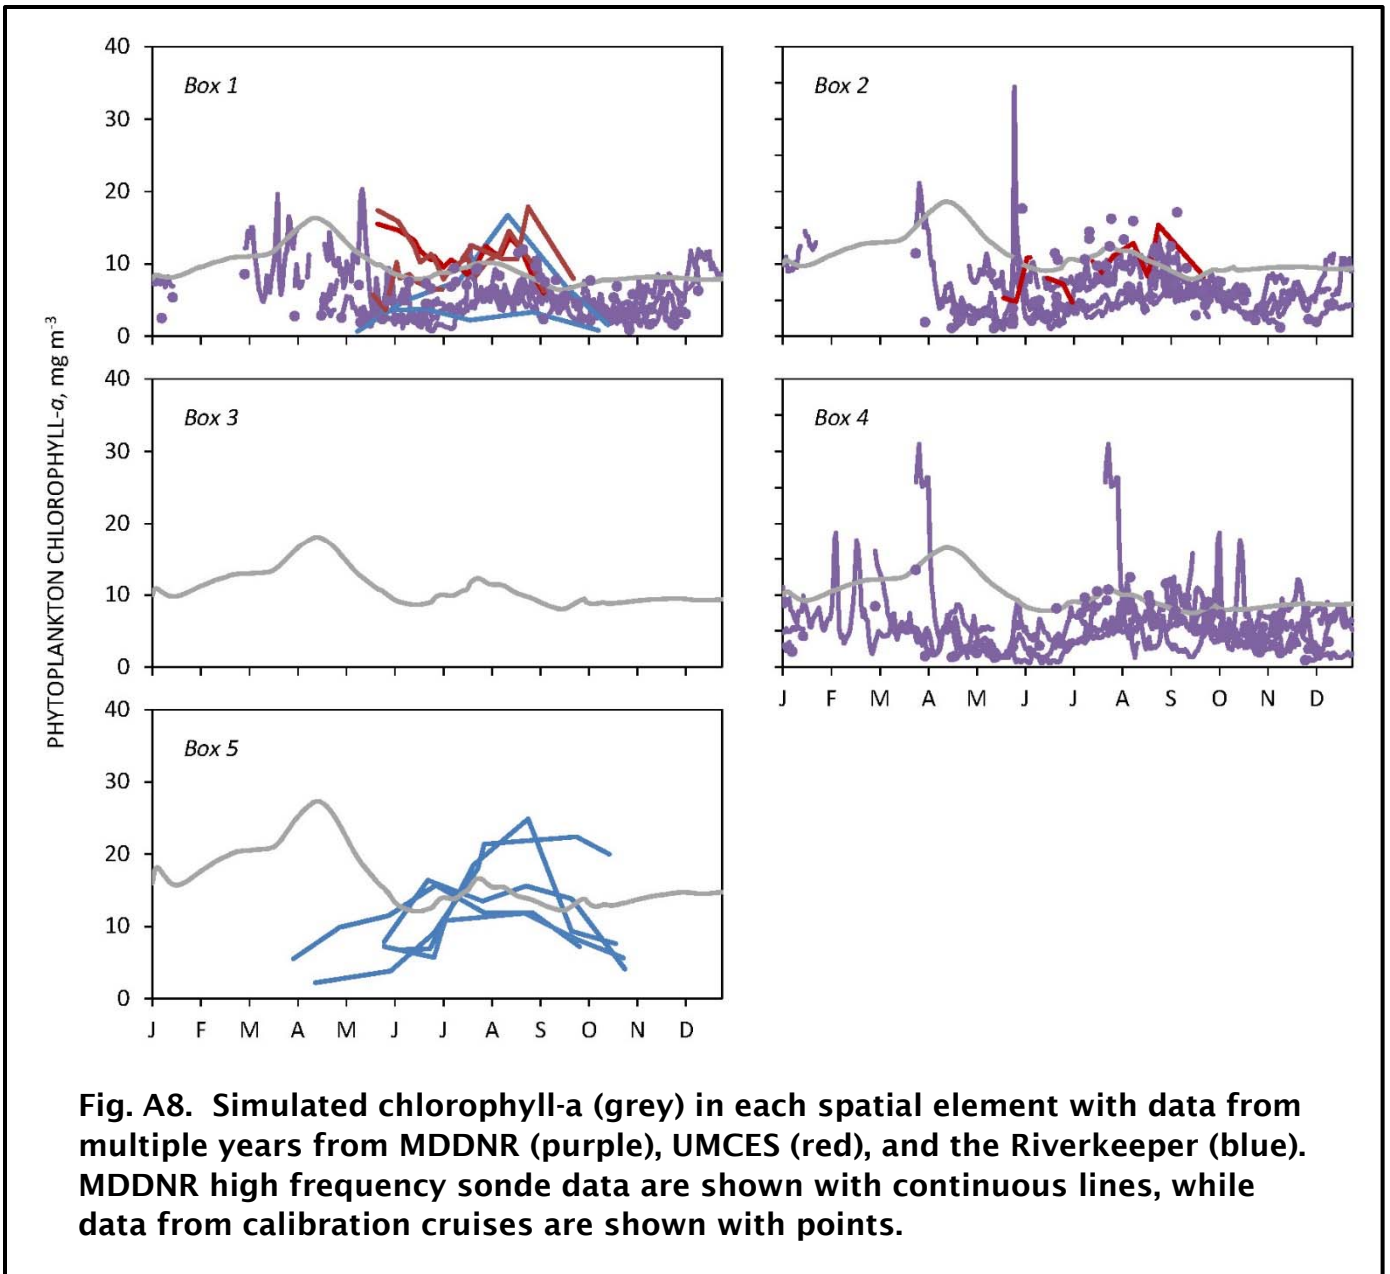 PHYTOPLANKTON CHLOROPHYLL-a, mg m-3
40
30
20
10
0
Box 1
Box 2
40
30
20
10
0
Box 3
Box 4
J F M A M J J A S O N D
40
30
20
10
0
Box 5
J F M A M J J A S O N D
Fig. A8. Simulated chlorophyll-a (grey) in each spatial element with data from
multiple years from MDDNR (purple), UMCES (red), and the Riverkeeper (blue).
MDDNR high frequency sonde data are shown with continuous lines, while
data from calibration cruises are shown with points.